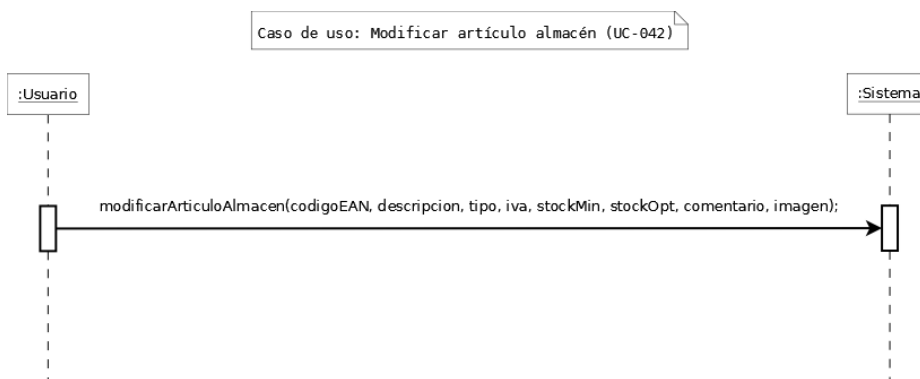 Caso de uso: Modificar artículo almacén (UC-042)
:Usuario
:Sistema
modificarArticuloAlmacen(codigoEAN, descripcion, tipo, iva, stockMin, stockOpt, comentario, imagen);